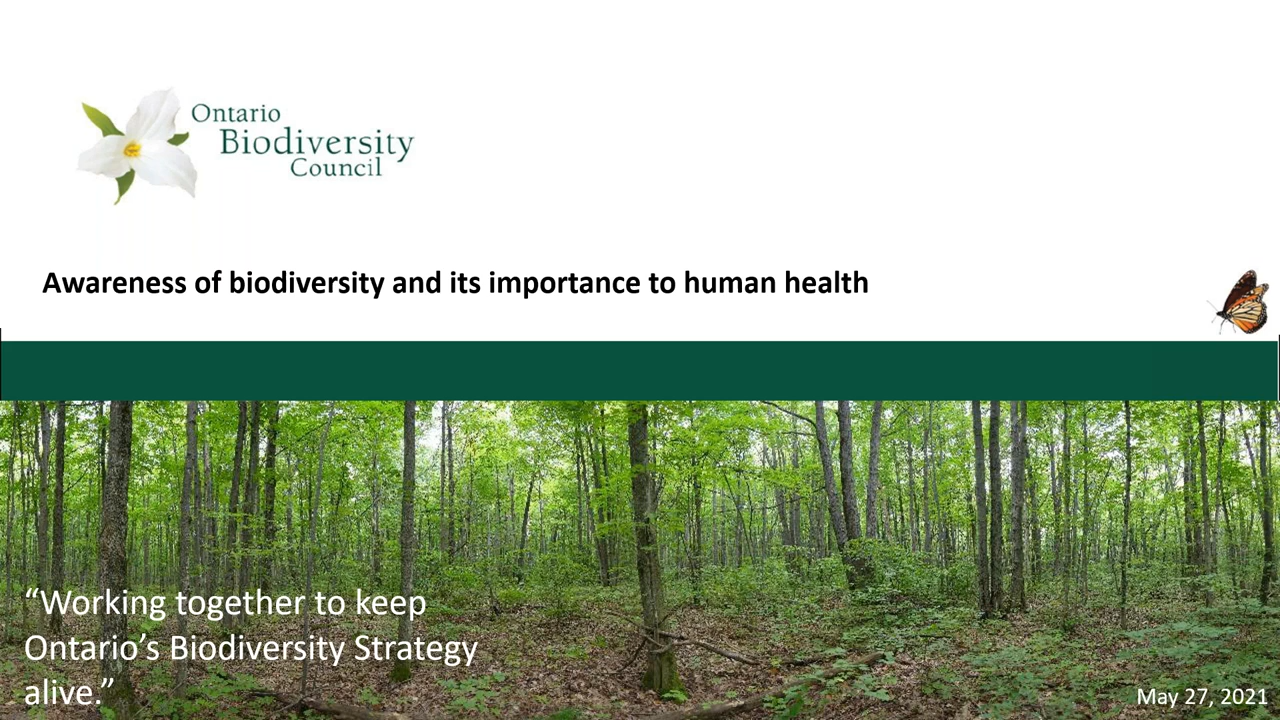 Ontario
Biodiversity
Council
Awareness of biodiversity and its importance to human health
“Working together to keep
Ontario’s Biodiversity Strategy
alive.”
May 27, 2021